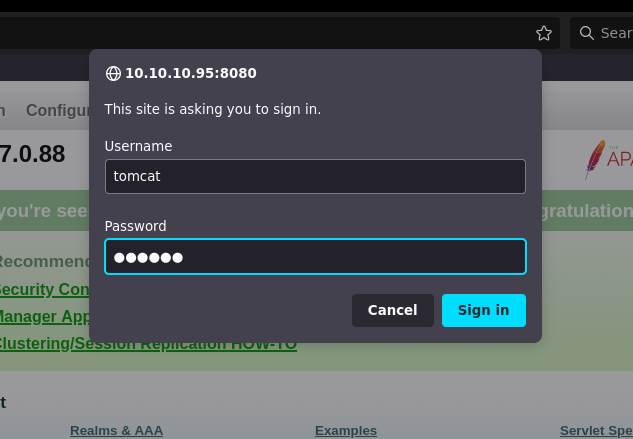 Sear
10.10.10.95:8080
This site is asking you to sign in.
n Configu
Username
7.0.88
tomcat
THE
APA
Password
you're see gratulation
●●●●●●
Recommend
Security Con
Cancel Sign in
Manager App
Clustering/Session Replication HOW-TO
t
Realms & AAA Examples Servlet Spe